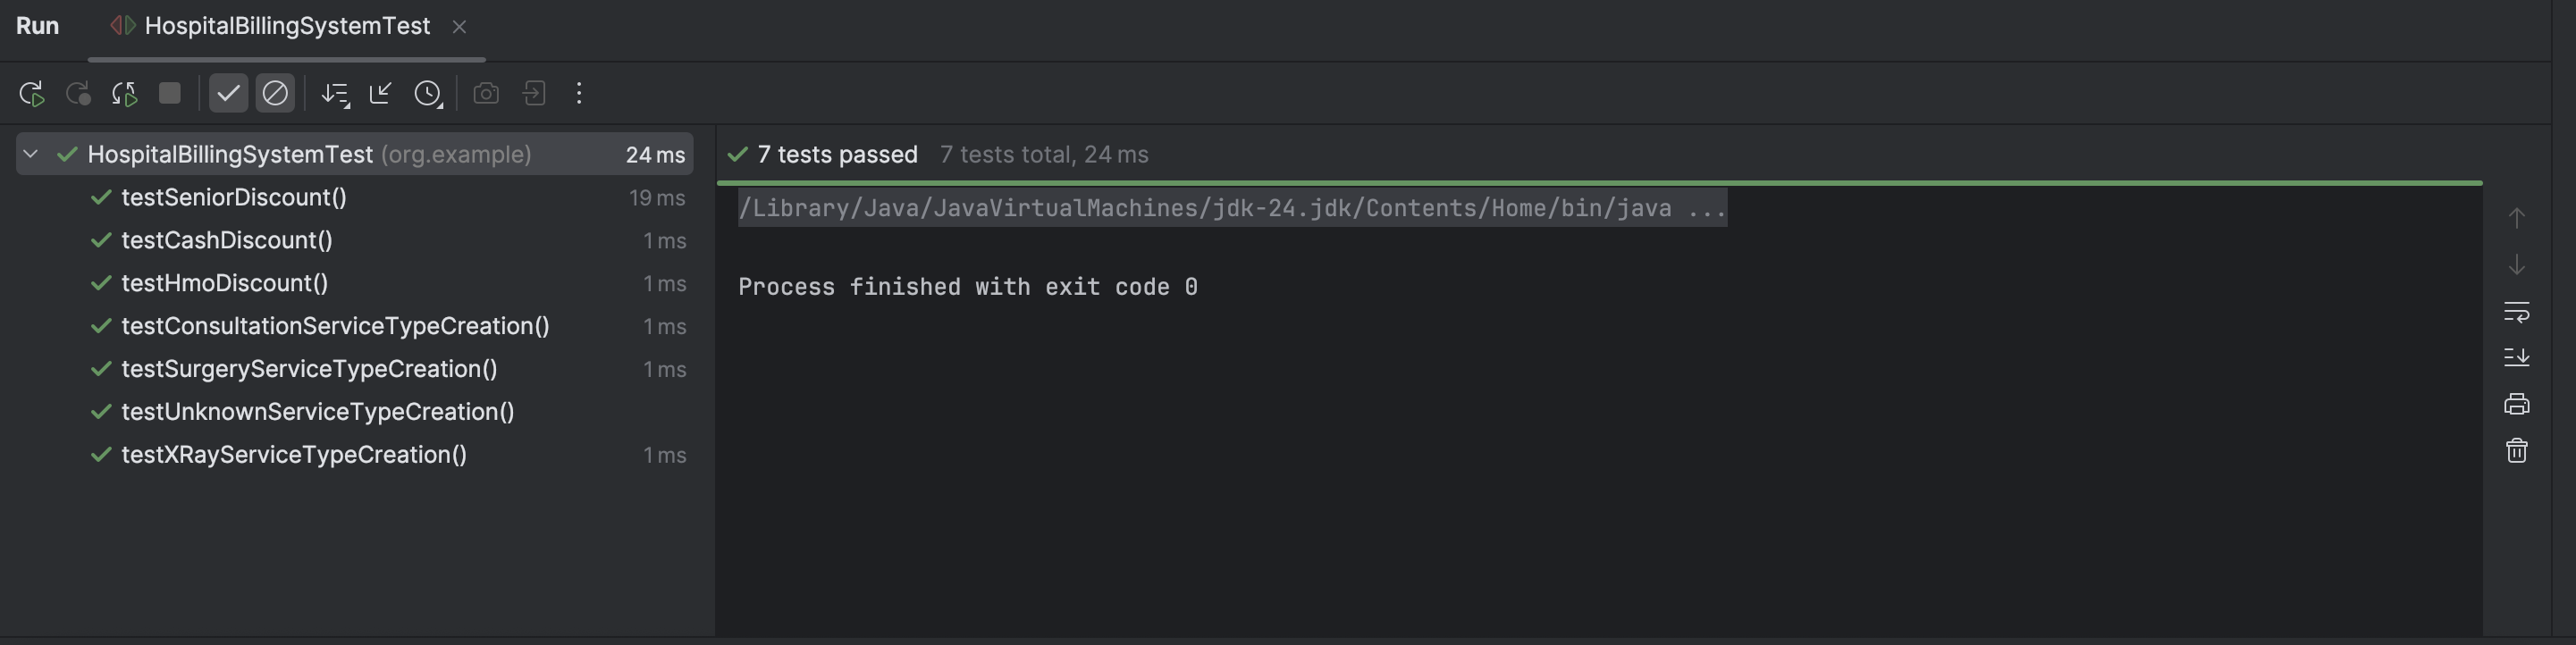 Run HospitalBillingSystemTest
HospitalBillingSystemTest (org.example) 24 ms
testSeniorDiscount() 19 ms
testCashDiscount() 1 ms
testHmoDiscount() 1 ms
testConsultationServiceTypeCreation() 1 ms
testSurgeryServiceTypeCreation() 1 ms
testUnknownServiceTypeCreation()
testXRayServiceTypeCreation() 1 ms
7 tests passed 7 tests total, 24 ms
/Library/Java/JavaVirtualMachines/jdk-24.jdk/Contents/Home/bin/java ...
Process finished with exit code 0